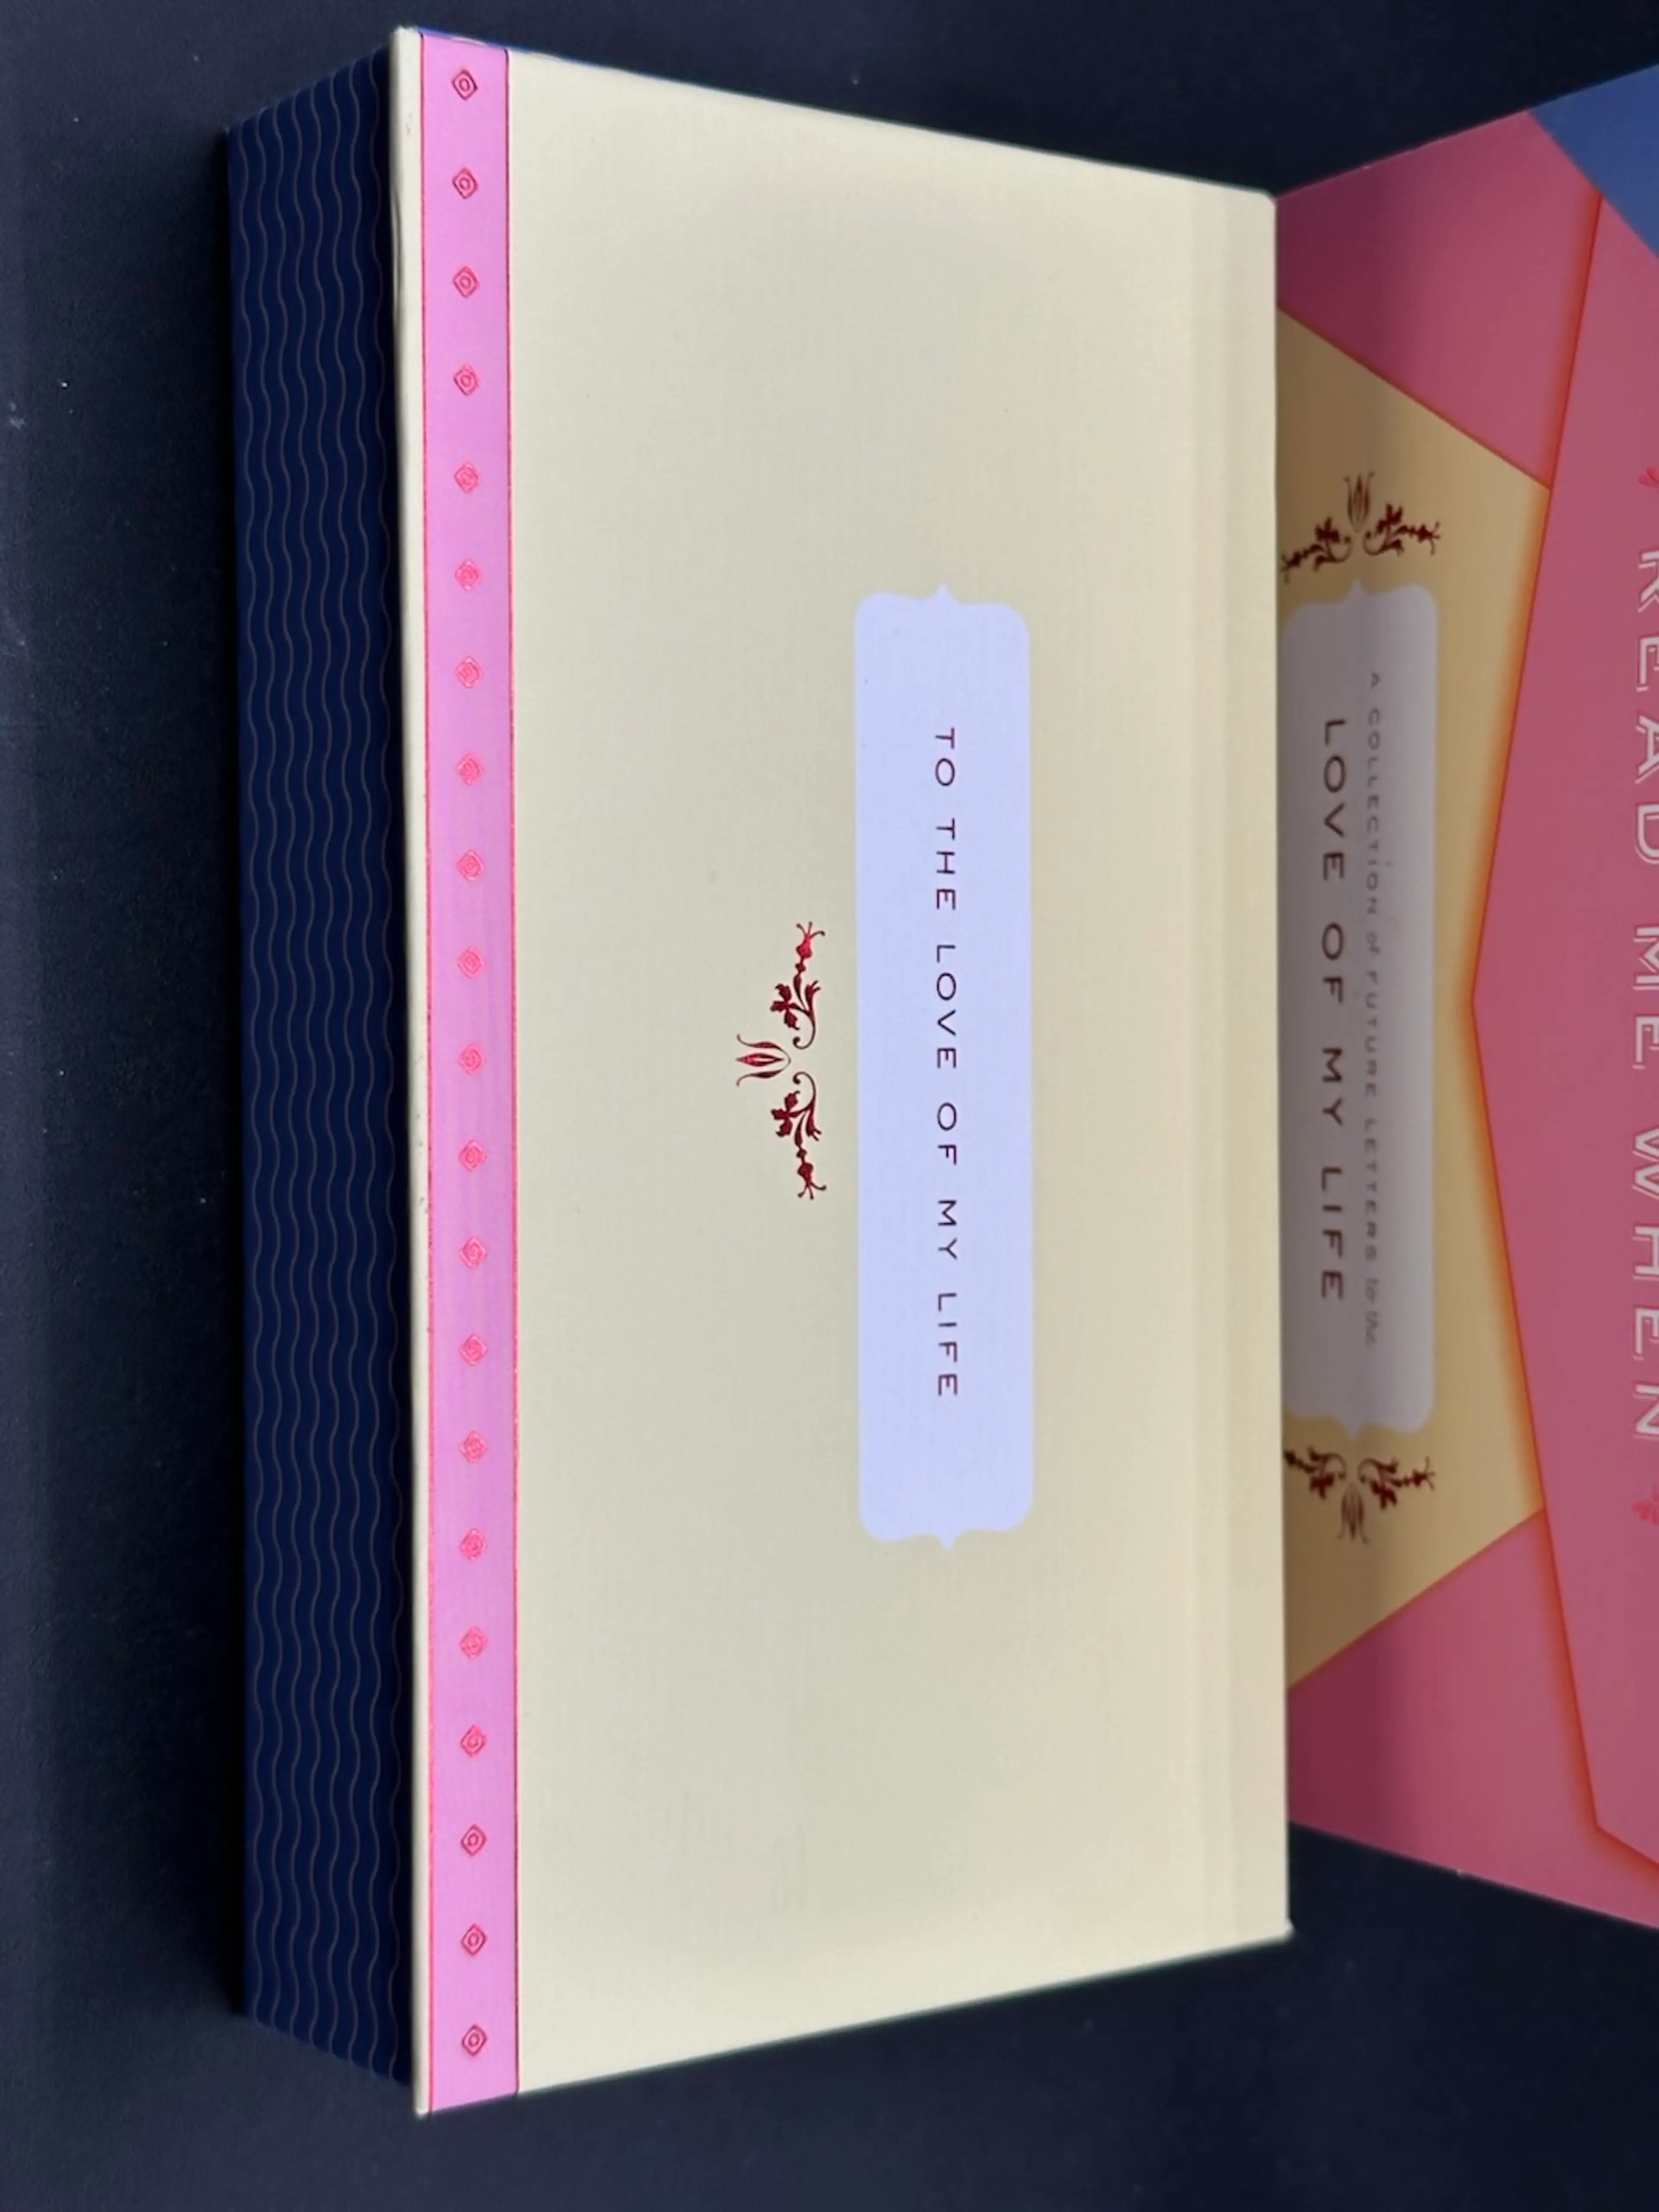 READ ME WHEN
A COLLECTION of FUTURE LETTERS to the
LOVE OF MY LIFE
TO THE LOVE OF MY LIFE